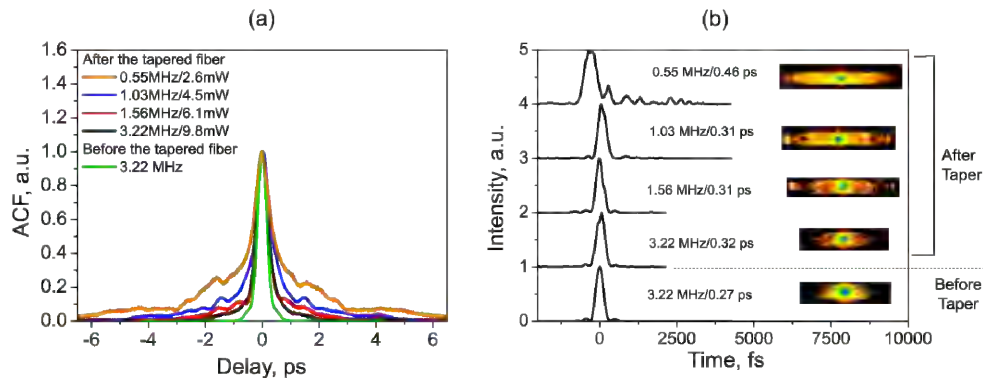 (a)
1.6
1.4
1.2
1.0
0.8
0.6
0.4
0.2
0.0
ACF, a.u.
After the tapered fiber
0.55MHz/2.6mW
1.03MHz/4.5mW
1.56MHz/6.1mW
3.22MHz/9.8mW
Before the tapered fiber
3.22 MHz
-6 -4 -2 0 2 4 6
Delay, ps
(b)
5
4
3
2
1
0
Intensity, a.u.
0.55 MHz/0.46 ps
1.03 MHz/0.31 ps
1.56 MHz/0.31 ps
3.22 MHz/0.32 ps
3.22 MHz/0.27 ps
After
Taper
Before
Taper
0 2500 5000 7500 10000
Time, fs